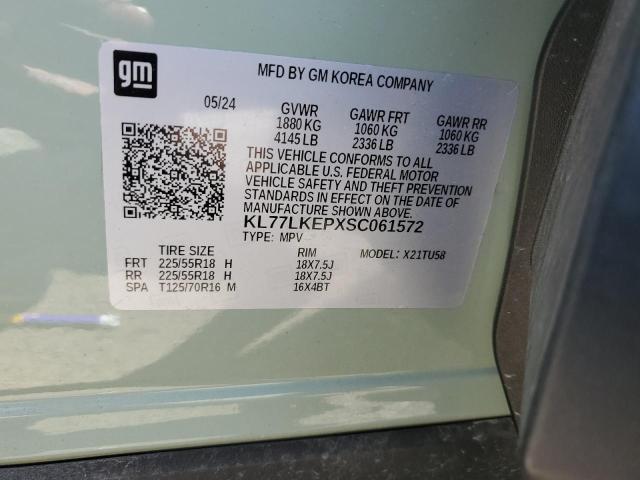 gm
MFD BY GM KOREA COMPANY
05/24 GVWR GAWR FRT GAWR RR
1880 KG 1060 KG 1060 KG
4145 LB 2336 LB 2336 LB
THIS VEHICLE CONFORMS TO ALL
APPLICABLE U.S. FEDERAL MOTOR
VEHICLE SAFETY AND THEFT PREVENTION
STANDARDS IN EFFECT ON THE DATE OF
MANUFACTURE SHOWN ABOVE.
KL77LKEPXSC061572
TYPE: MPV
TIRE SIZE RIM MODEL: X21TU58
FRT 225/55R18 H 18X7.5J
RR 225/55R18 H 18X7.5J
SPA T125/70R16 M 16X4BT